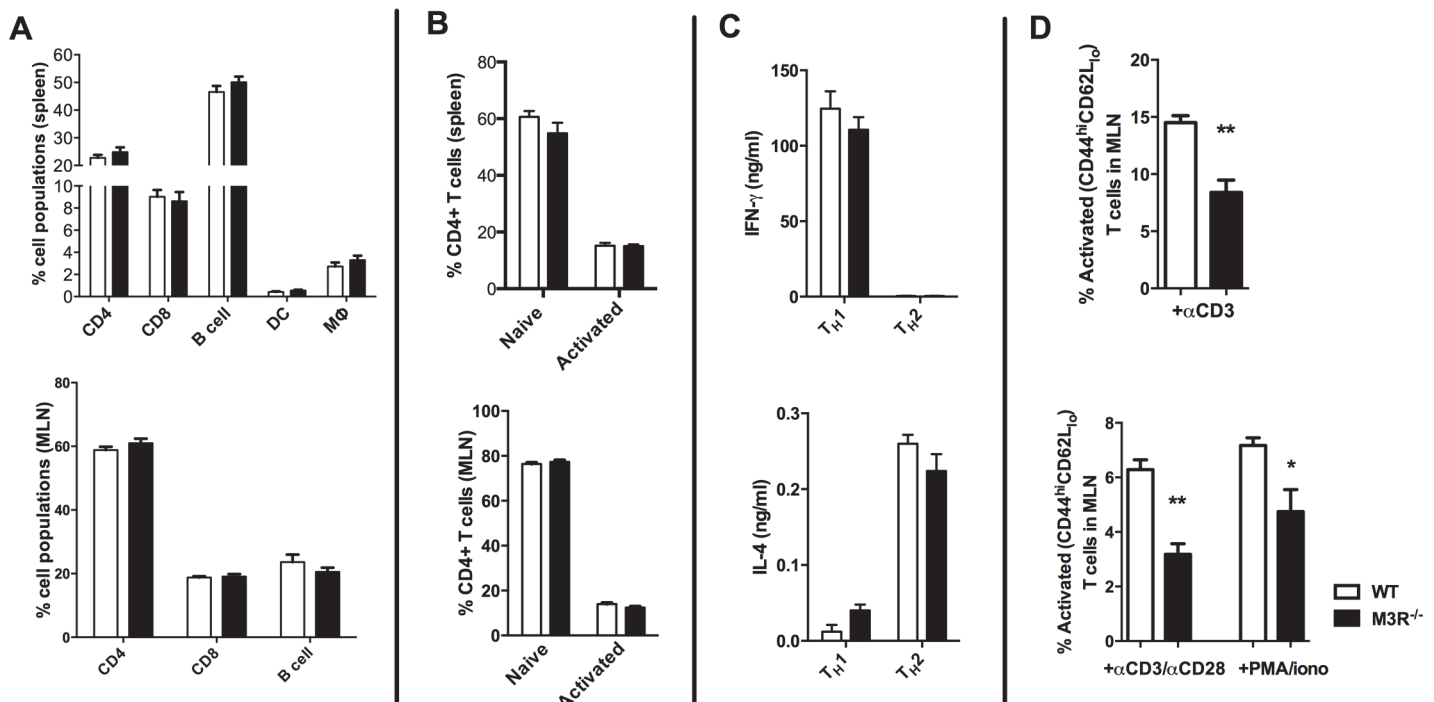 A
% cell populations (spleen)
60
50
40
30
20
10
8
6
4
2
0
CD4
CD8
B cell
DC
MΦ
% cell populations (MLN)
80
60
40
20
0
CD4
CD8
B cell
B
% CD4+ T cells (spleen)
80
60
40
20
0
Naive
Activated
% CD4+ T cells (MLN)
100
80
60
40
20
0
Naive
Activated
C
IFN-γ (ng/ml)
150
100
50
0
TH1
TH2
IL-4 (ng/ml)
0.3
0.2
0.1
0.0
TH1
TH2
D
% Activated (CD44hiCD62Llo)
T cells in MLN
20
15
10
5
0
**
+αCD3
% Activated (CD44hiCD62Llo)
T cells in MLN
8
6
4
2
0
**
*
+αCD3/αCD28
+PMA/iono
WT
M3R-/-